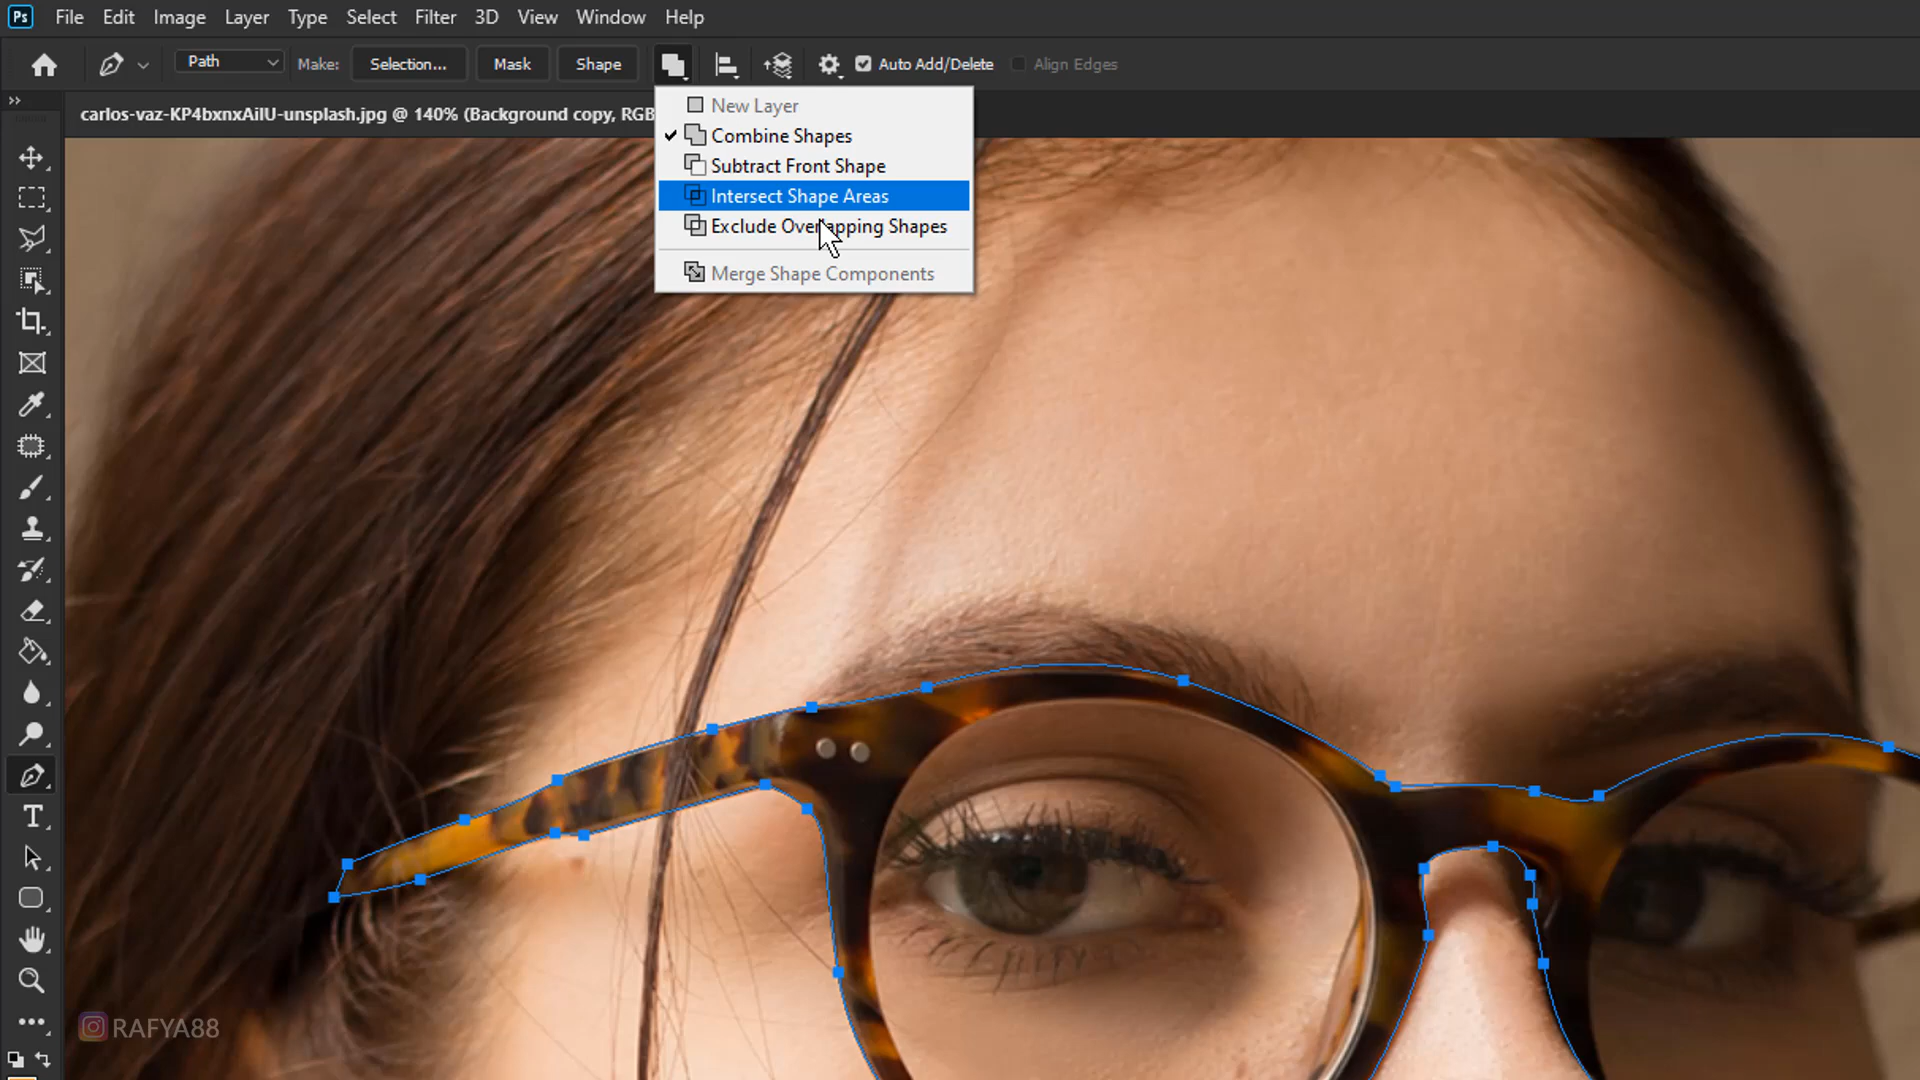 Ps File Edit Image Layer Type Select Filter 3D View Window Help
Path Make: Selection... Mask Shape Auto Add/Delete Align Edges
carlos-vaz-KP4bxnxAilU-unsplash.jpg @ 140% (Background copy, RGB
New Layer
Combine Shapes
Subtract Front Shape
Intersect Shape Areas
Exclude Overlapping Shapes
Merge Shape Components
RAFYA88